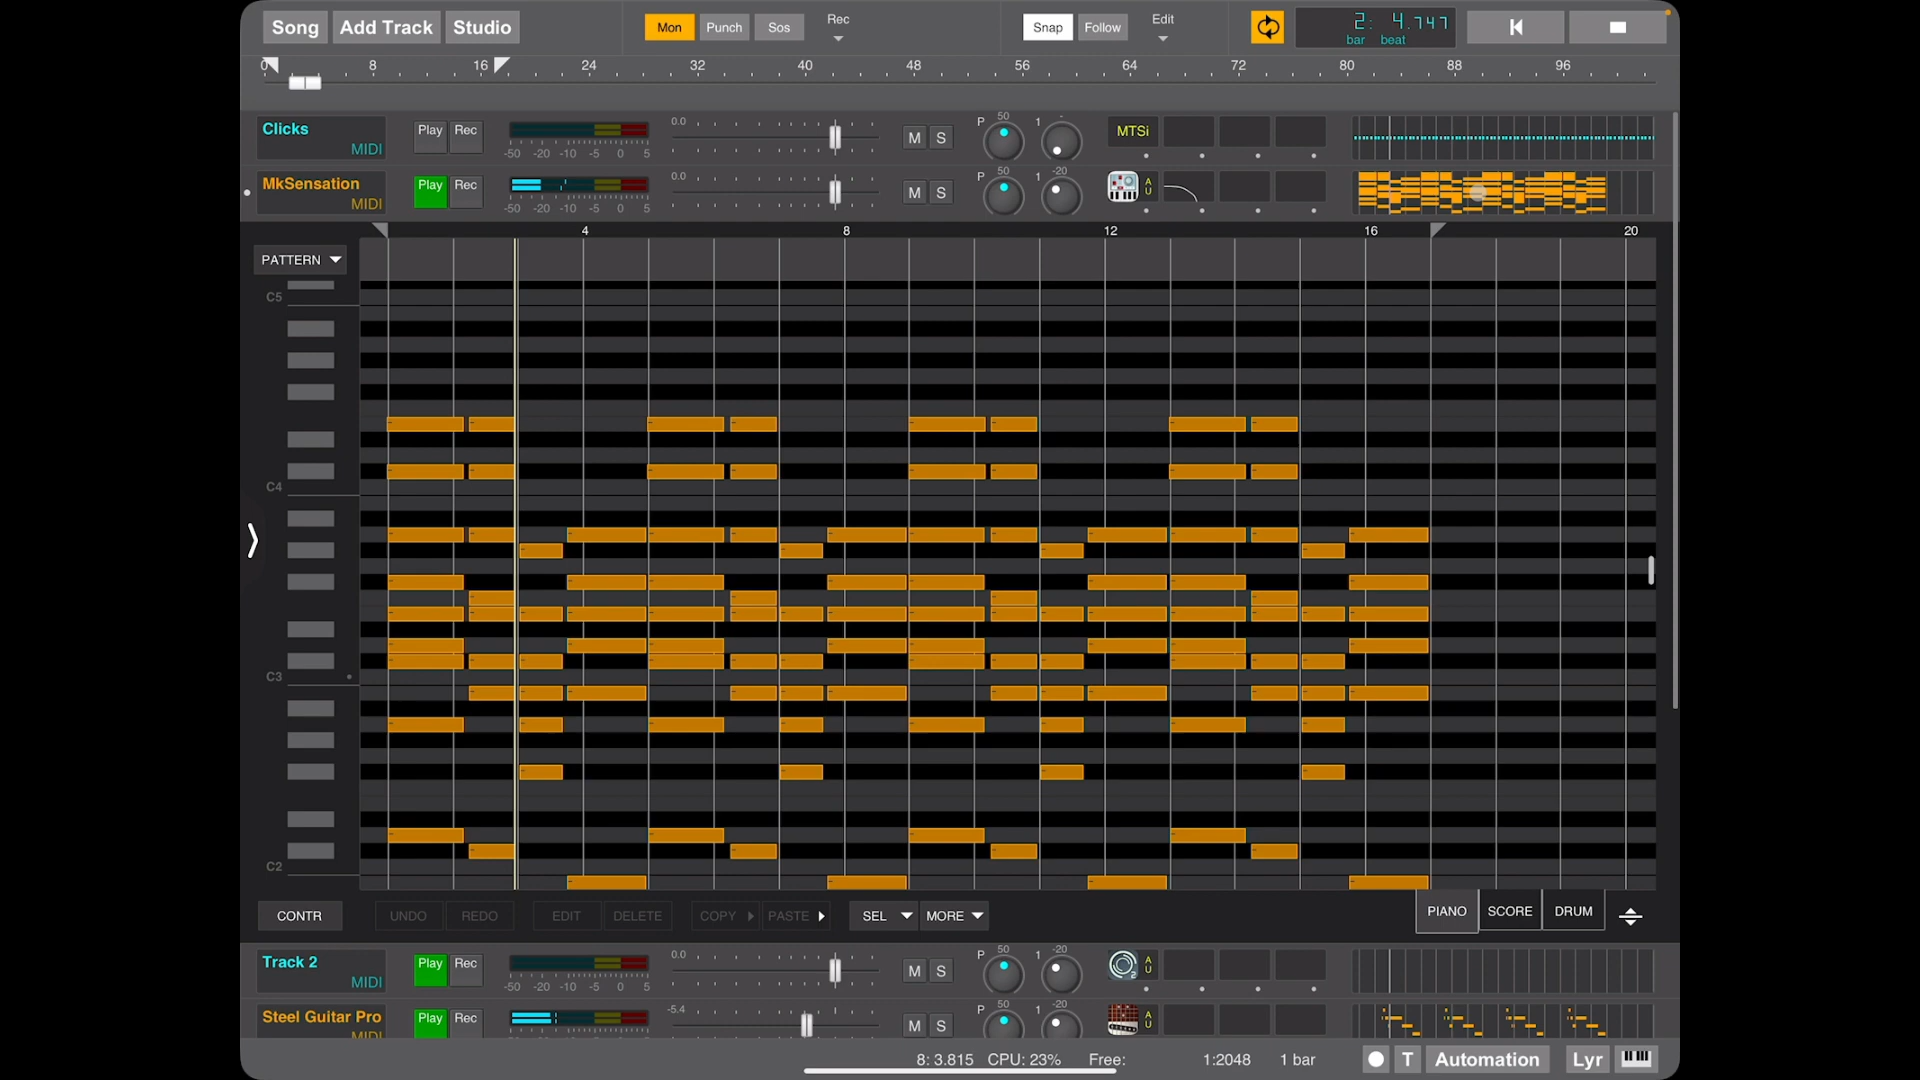 Song Add Track Studio Mon Punch Sos Rec Snap Follow Edit 2: 4.747
bar beat
0 8 16 24 32 40 48 56 64 72 80 88 96
Clicks MIDI Play Rec -50 -20 -10 -5 0 5 0.0 M S P 50 1 - MTSi
MkSensation MIDI Play Rec -50 -20 -10 -5 0 5 0.0 M S P 50 1 -20 AU
4 8 12 16 20
PATTERN
C5
C4
C3
C2
CONTR UNDO REDO EDIT DELETE COPY PASTE SEL MORE PIANO SCORE DRUM
Track 2 MIDI Play Rec -50 -20 -10 -5 0 5 0.0 M S P 50 1 -20 AU
Steel Guitar Pro MIDI Play Rec -5.4 M S P 50 1 -20 AU
8: 3.815 CPU: 23% Free: 1:2048 1 bar T Automation Lyr